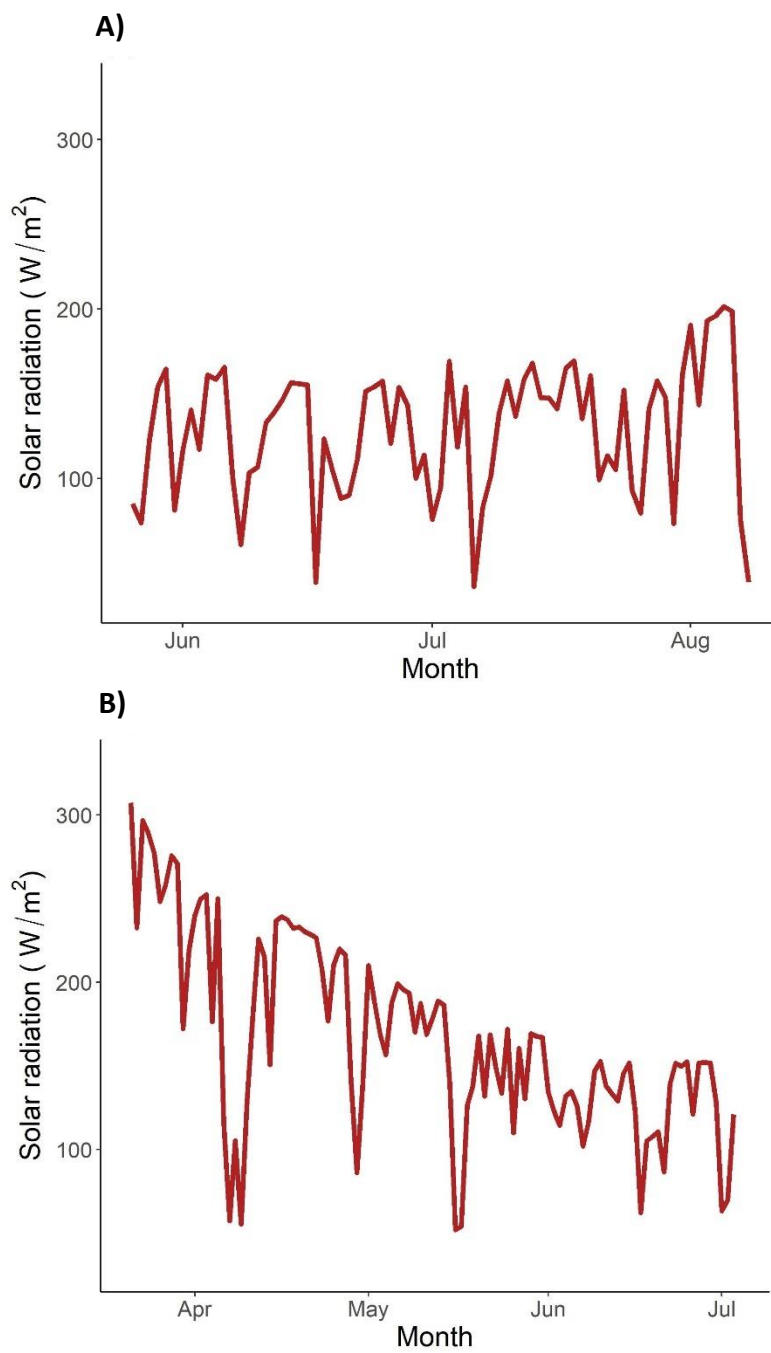 A)
300
200
100
Solar radiation ( W/m²)
Jun
Jul
Aug
Month
B)
300
200
100
Solar radiation ( W/m²)
Apr
May
Jun
Jul
Month